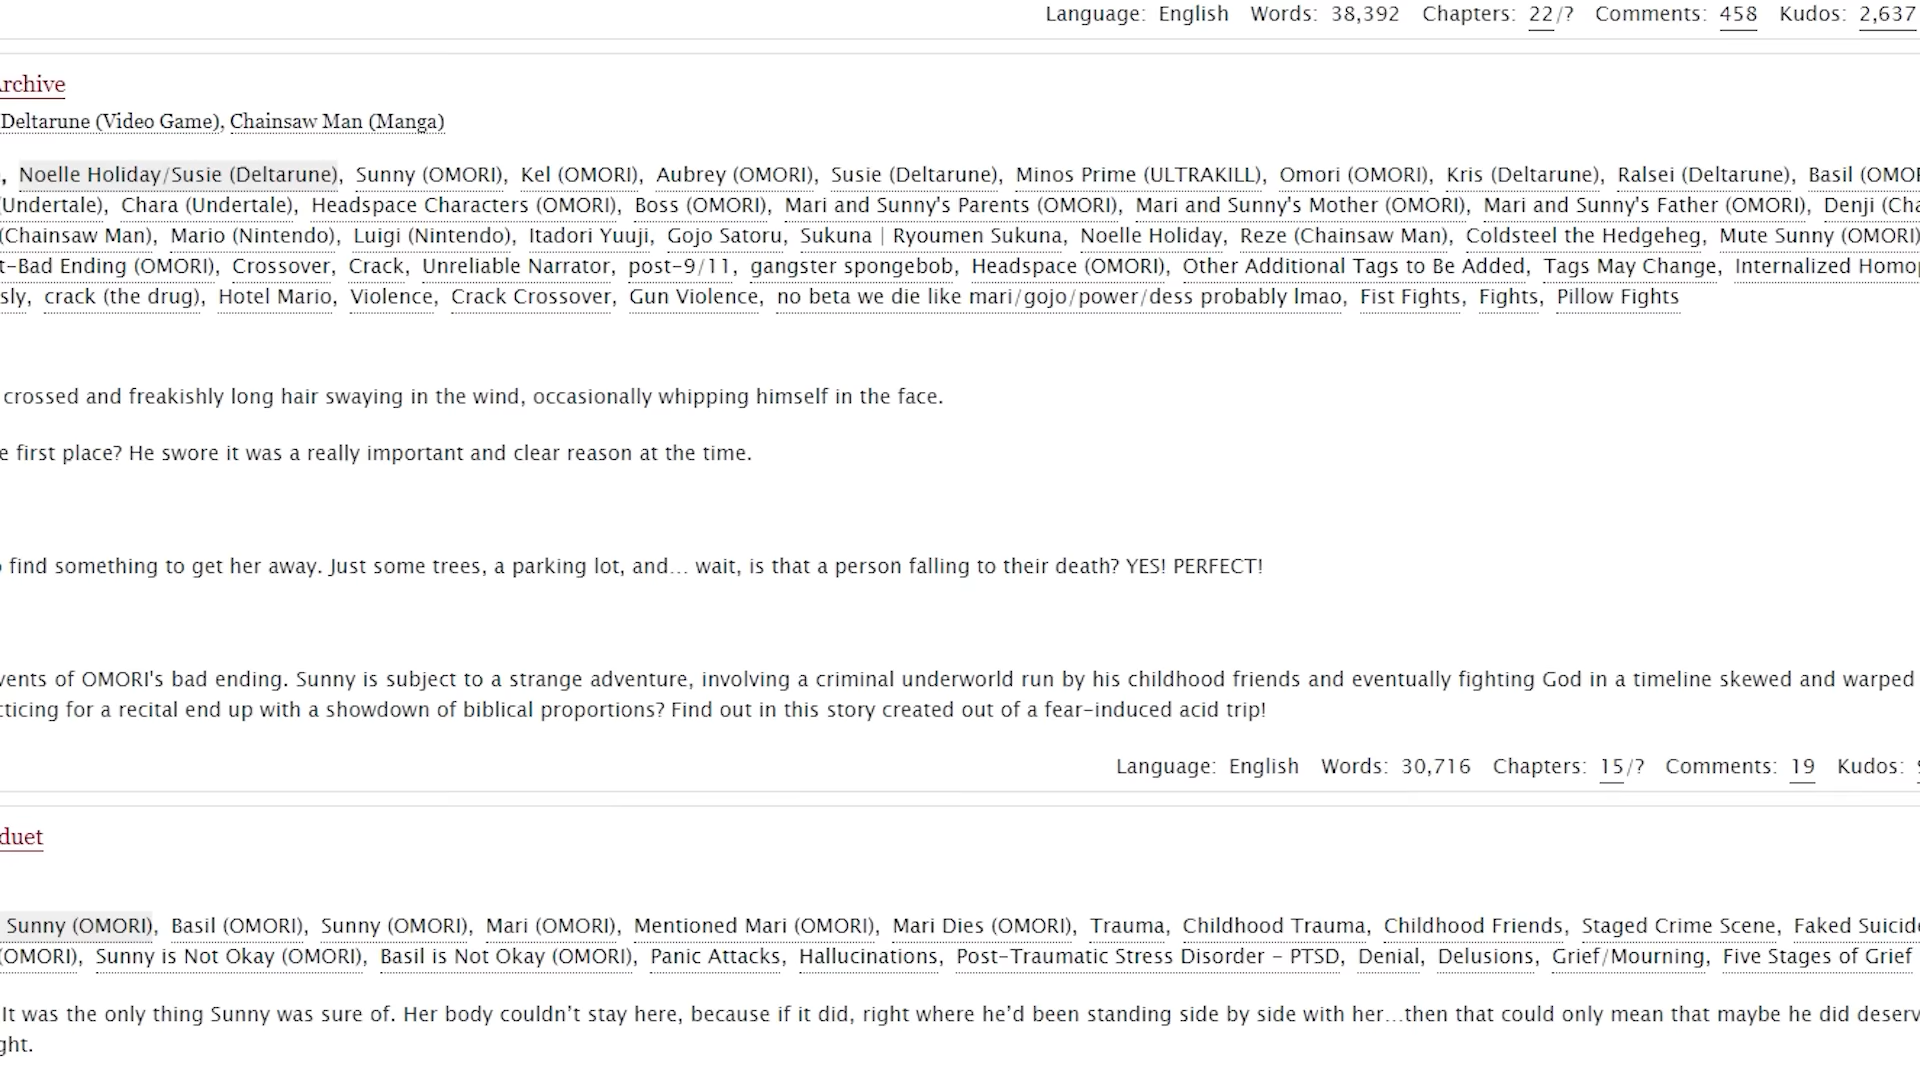 Language: English Words: 38,392 Chapters: 22/? Comments: 458 Kudos: 2,637
Archive
Deltarune (Video Game), Chainsaw Man (Manga)
, Noelle Holiday/Susie (Deltarune), Sunny (OMORI), Kel (OMORI), Aubrey (OMORI), Susie (Deltarune), Minos Prime (ULTRAKILL), Omori (OMORI), Kris (Deltarune), Ralsei (Deltarune), Basil (OMOR
(Undertale), Chara (Undertale), Headspace Characters (OMORI), Boss (OMORI), Mari and Sunny's Parents (OMORI), Mari and Sunny's Mother (OMORI), Mari and Sunny's Father (OMORI), Denji (Cha
(Chainsaw Man), Mario (Nintendo), Luigi (Nintendo), Itadori Yuuji, Gojo Satoru, Sukuna | Ryoumen Sukuna, Noelle Holiday, Reze (Chainsaw Man), Coldsteel the Hedgeheg, Mute Sunny (OMORI)
t-Bad Ending (OMORI), Crossover, Crack, Unreliable Narrator, post-9/11, gangster spongebob, Headspace (OMORI), Other Additional Tags to Be Added, Tags May Change, Internalized Homop
sly, crack (the drug), Hotel Mario, Violence, Crack Crossover, Gun Violence, no beta we die like mari/gojo/power/dess probably lmao, Fist Fights, Fights, Pillow Fights
crossed and freakishly long hair swaying in the wind, occasionally whipping himself in the face.
e first place? He swore it was a really important and clear reason at the time.
find something to get her away. Just some trees, a parking lot, and... wait, is that a person falling to their death? YES! PERFECT!
vents of OMORI's bad ending. Sunny is subject to a strange adventure, involving a criminal underworld run by his childhood friends and eventually fighting God in a timeline skewed and warped
cticing for a recital end up with a showdown of biblical proportions? Find out in this story created out of a fear-induced acid trip!
Language: English Words: 30,716 Chapters: 15/? Comments: 19 Kudos:
duet
Sunny (OMORI), Basil (OMORI), Sunny (OMORI), Mari (OMORI), Mentioned Mari (OMORI), Mari Dies (OMORI), Trauma, Childhood Trauma, Childhood Friends, Staged Crime Scene, Faked Suicide
(OMORI), Sunny is Not Okay (OMORI), Basil is Not Okay (OMORI), Panic Attacks, Hallucinations, Post-Traumatic Stress Disorder - PTSD, Denial, Delusions, Grief/Mourning, Five Stages of Grief
It was the only thing Sunny was sure of. Her body couldn't stay here, because if it did, right where he'd been standing side by side with her...then that could only mean that maybe he did deserv
ght.